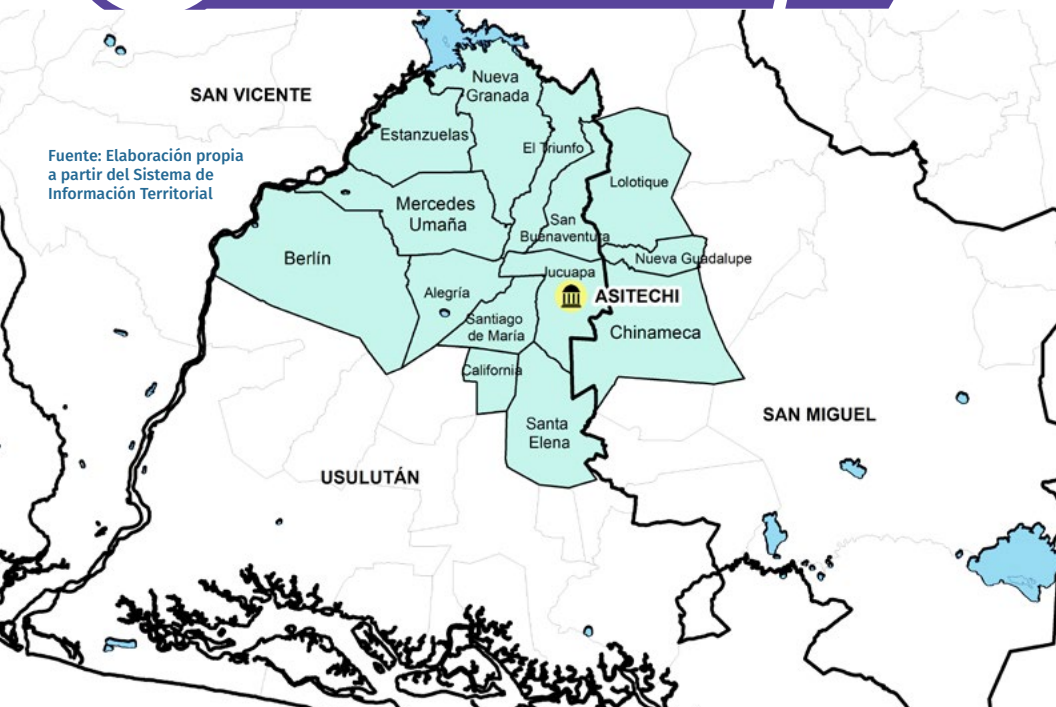 SAN VICENTE
Fuente: Elaboración propia
a partir del Sistema de
Información Territorial
Nueva
Granada
Estanzuelas
El Triunfo
Lolotique
Mercedes
Umaña
San
Buenaventura
Berlín
Nueva Guadalupe
Jucuapa
Alegría
ASITECHI
Santiago
de María
Chinameca
California
Santa
Elena
SAN MIGUEL
USULUTÁN